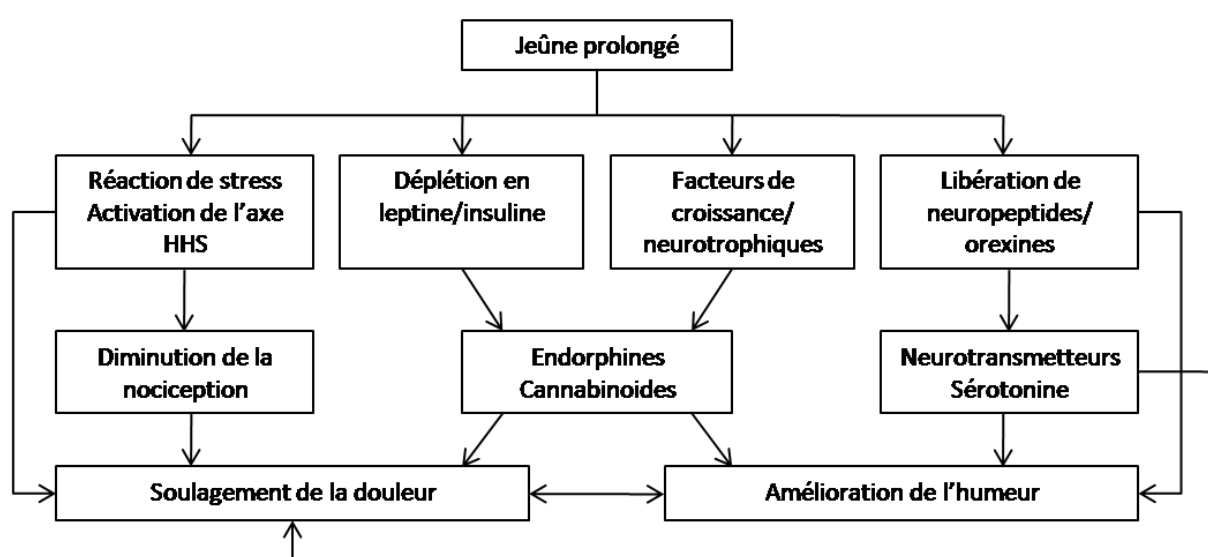 Jeûne prolongé
Réaction de stress
Activation de l'axe
HHS
Déplétion en
leptine/insuline
Facteurs de
croissance/
neurotrophiques
Libération de
neuropeptides/
orexines
Diminution de la
nociception
Endorphines
Cannabinoides
Neurotransmetteurs
Sérotonine
Soulagement de la douleur
Amélioration de l'humeur